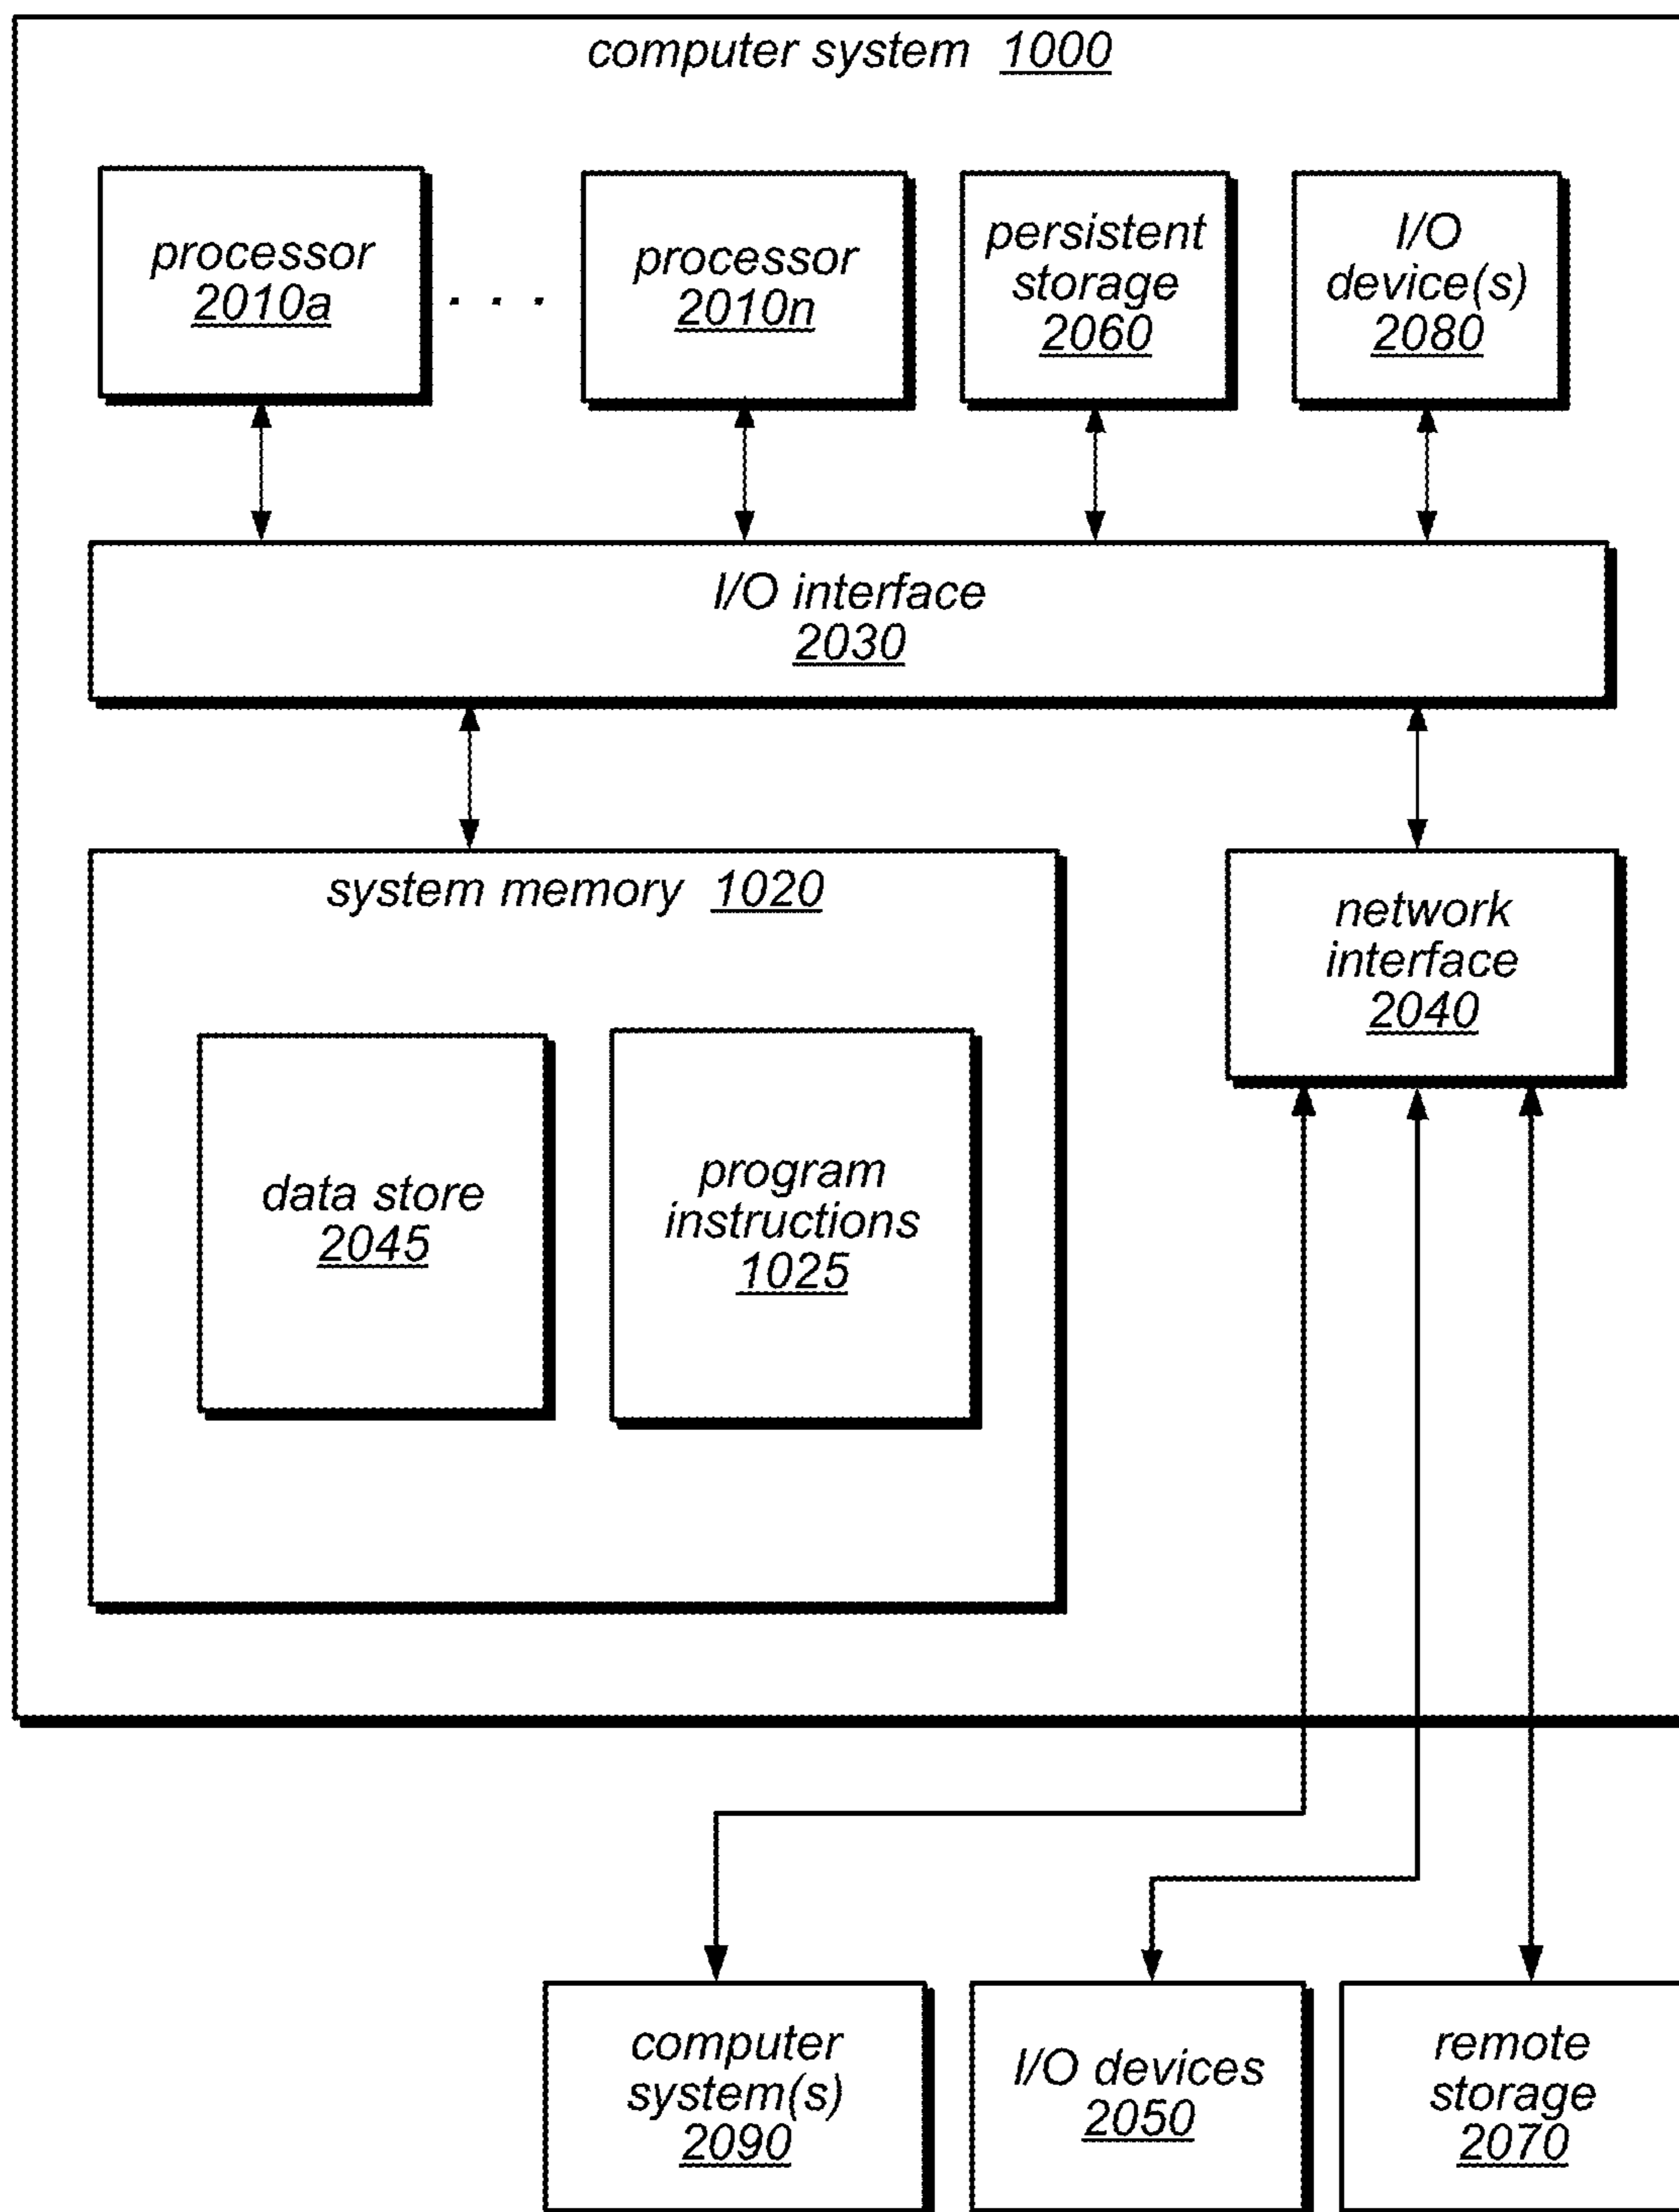 computer system 1000
processor
2010a
. . .
processor
2010n
persistent
storage
2060
I/O
device(s)
2080
I/O interface
2030
system memory 1020
network
interface
2040
data store
2045
program
instructions
1025
computer
system(s)
2090
I/O devices
2050
remote
storage
2070